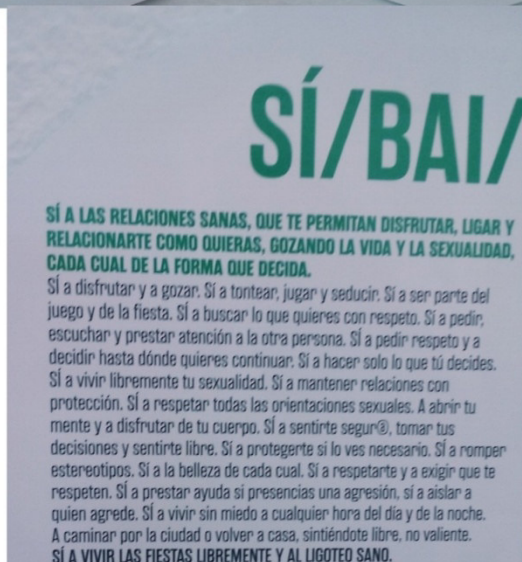 SÍ/BAI/
SÍ A LAS RELACIONES SANAS, QUE TE PERMITAN DISFRUTAR, LIGAR Y
RELACIONARTE COMO QUIERAS, GOZANDO LA VIDA Y LA SEXUALIDAD,
CADA CUAL DE LA FORMA QUE DECIDA.
SÍ a disfrutar y a gozar. Sí a tontear, jugar y seducir. Sí a ser parte del
juego y de la fiesta. SÍ a buscar lo que quieres con respeto. Sí a pedir,
escuchar y prestar atención a la otra persona. SÍ a pedir respeto y a
decidir hasta dónde quieres continuar. Sí a hacer solo lo que tú decides.
SÍ a vivir libremente tu sexualidad. Sí a mantener relaciones con
protección. SÍ a respetar todas las orientaciones sexuales. A abrir tu
mente y a disfrutar de tu cuerpo. SÍ a sentirte segur@, tomar tus
decisiones y sentirte libre. Sí a protegerte si lo ves necesario. SÍ a romper
estereotipos. Sí a la belleza de cada cual. Sí a respetarte y a exigir que te
respeten. SÍ a prestar ayuda si presencias una agresión, sí a aislar a
quien agrede. SÍ a vivir sin miedo a cualquier hora del día y de la noche.
A caminar por la ciudad o volver a casa, sintiéndote libre, no valiente.
SÍ A VIVIR LAS FIESTAS LIBREMENTE Y AL LIGOTEO SANO.